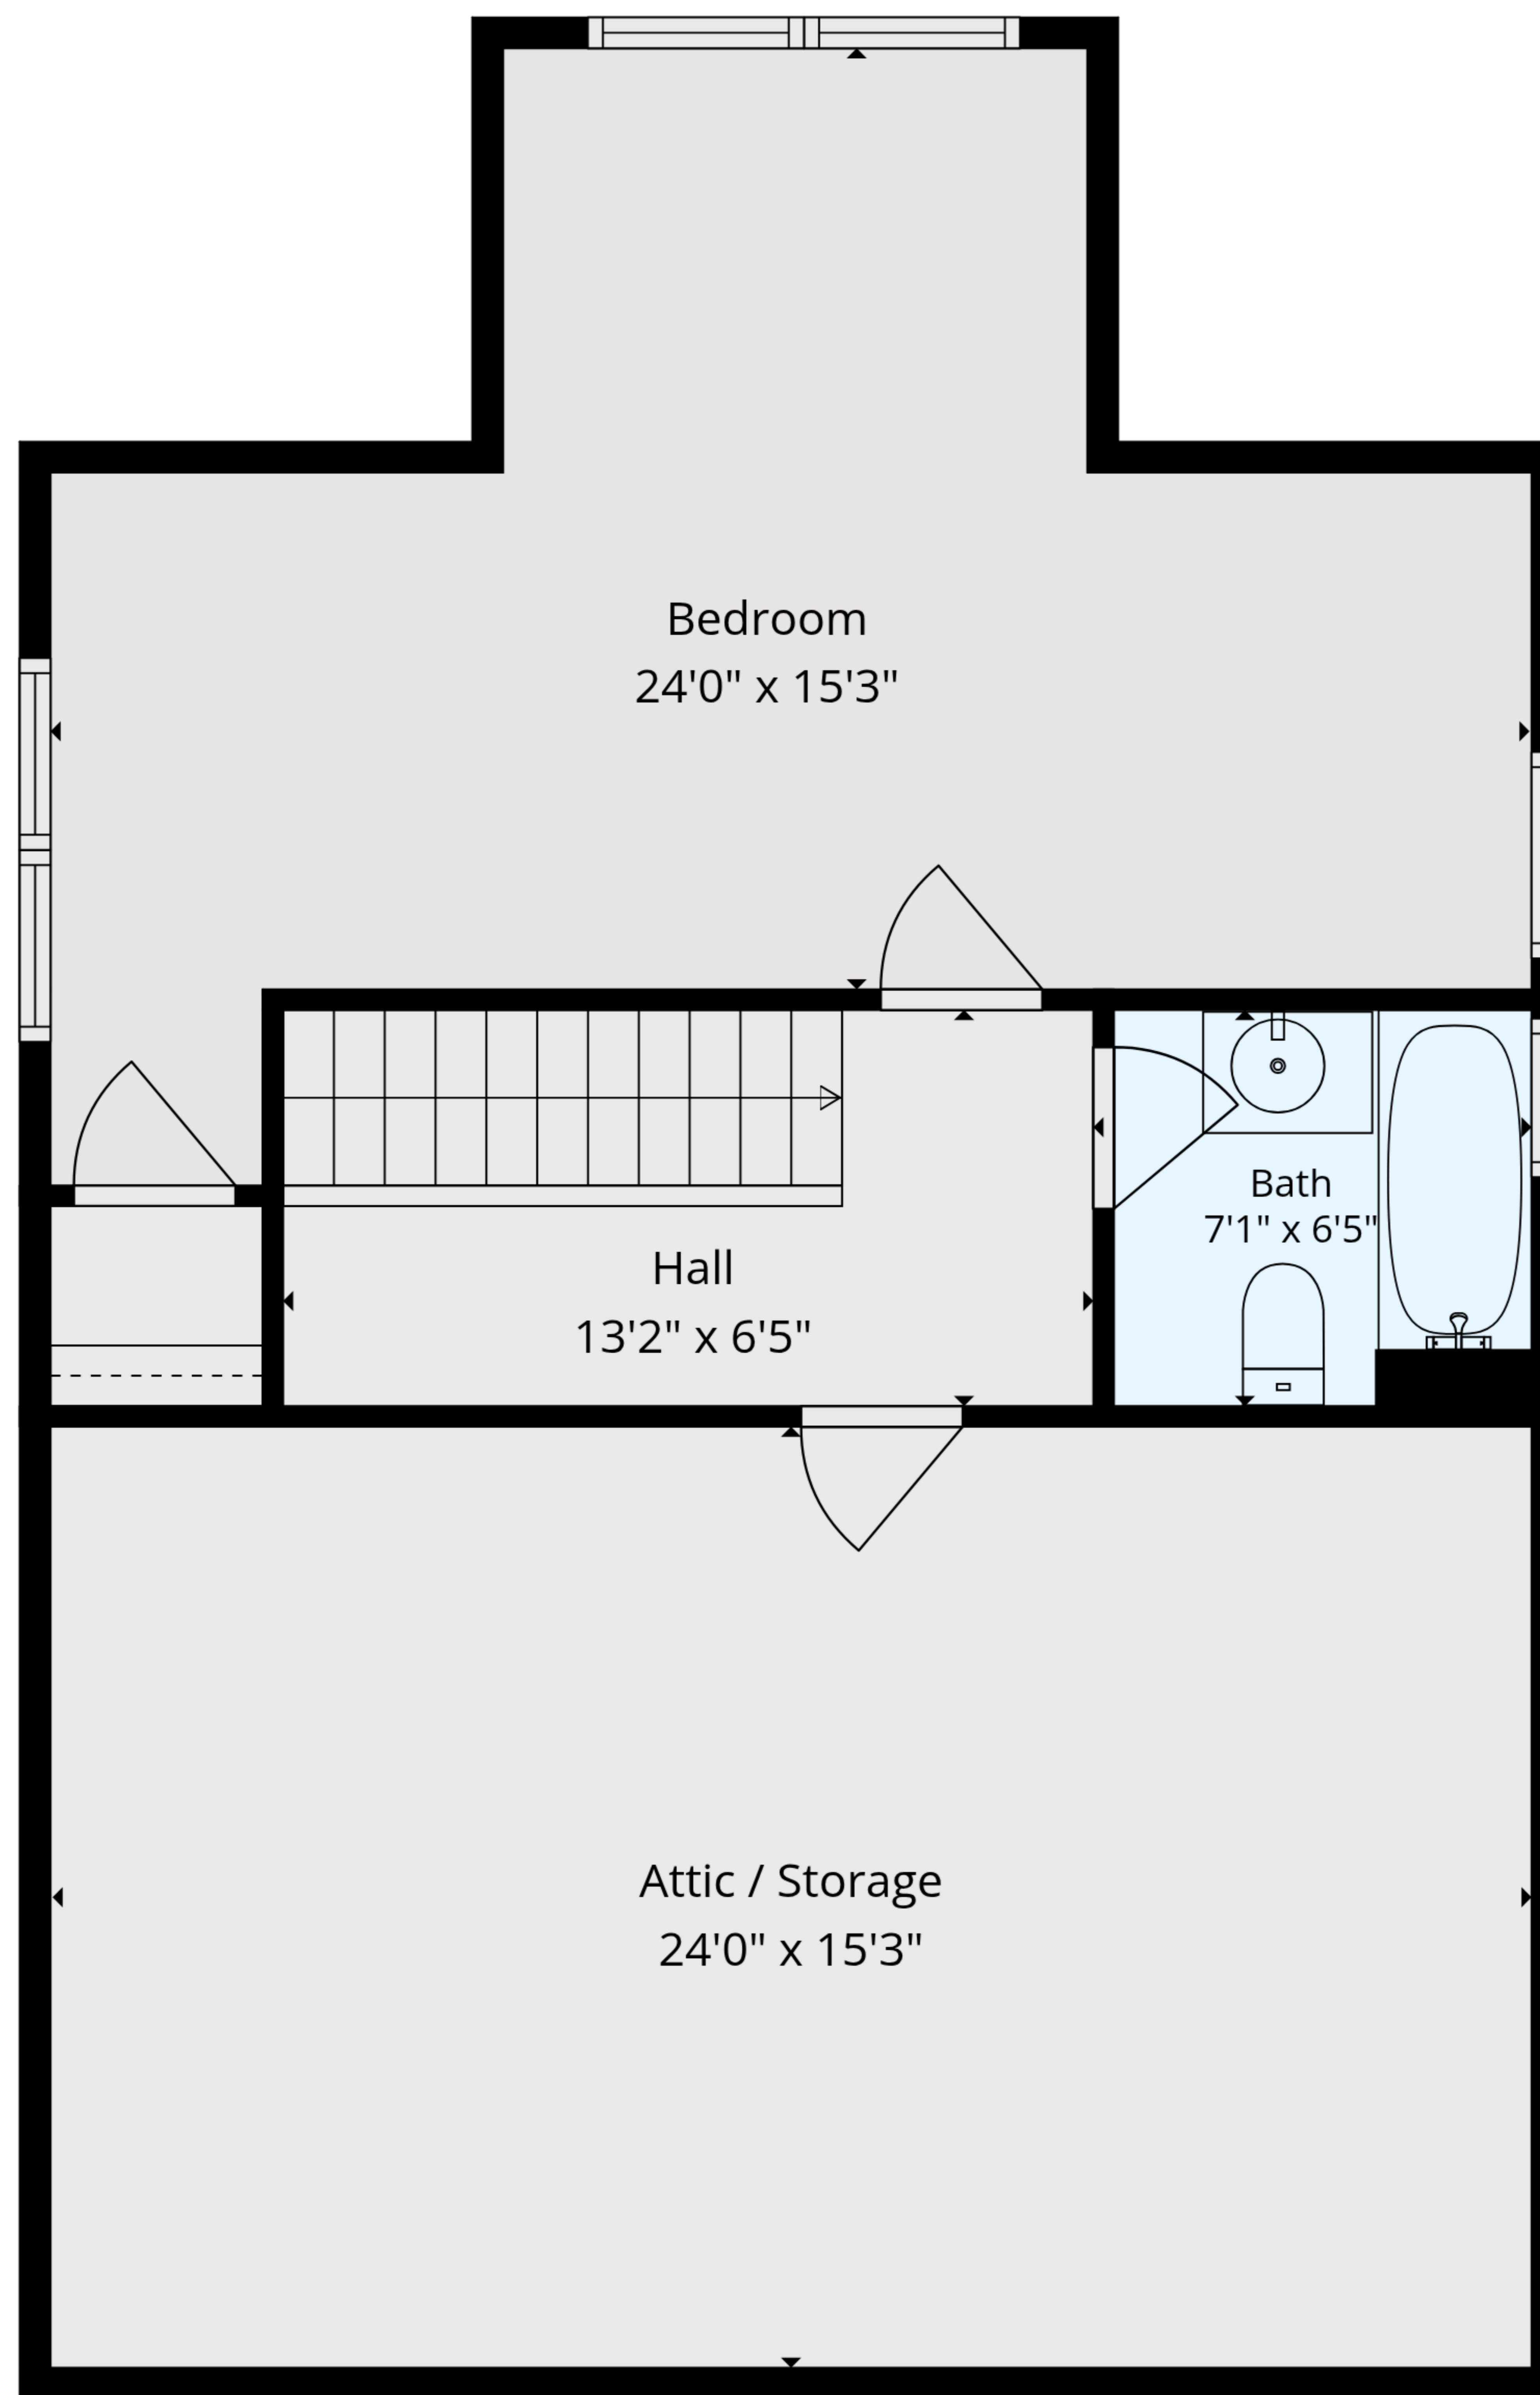 Bedroom
24'0" x 15'3"
Bath
7'1" x 6'5"
Hall
13'2" x 6'5"
Attic / Storage
24'0" x 15'3"